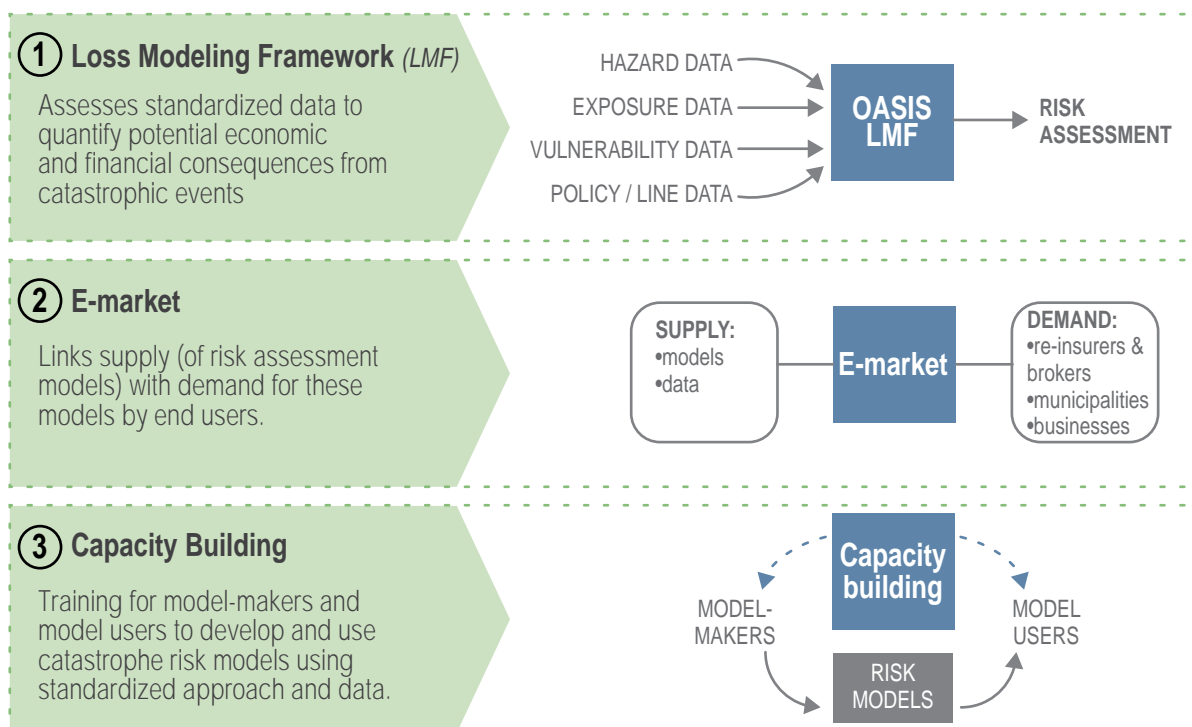 1 Loss Modeling Framework (LMF)
Assesses standardized data to
quantify potential economic
and financial consequences from
catastrophic events
HAZARD DATA
EXPOSURE DATA
VULNERABILITY DATA
POLICY / LINE DATA
OASIS
LMF
RISK
ASSESSMENT
2 E-market
Links supply (of risk assessment
models) with demand for these
models by end users.
SUPPLY:
•models
•data
E-market
DEMAND:
•re-insurers &
brokers
•municipalities
•businesses
3 Capacity Building
Training for model-makers and
model users to develop and use
catastrophe risk models using
standardized approach and data.
Capacity
building
MODEL-
MAKERS
MODEL
USERS
RISK
MODELS